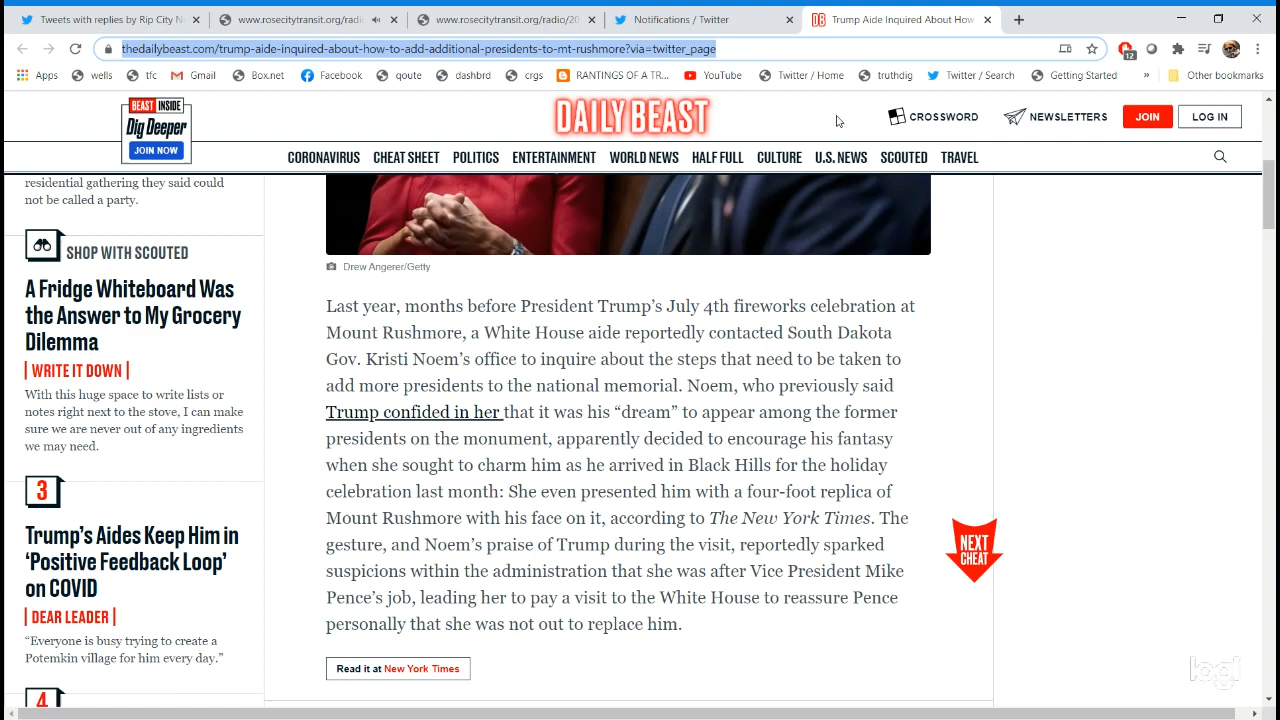 Tweets with replies by Rip City N
www.rosecitytransit.org/radi
www.rosecitytransit.org/radio/20
Notifications / Twitter
Trump Aide Inquired About How
thedailybeast.com/trump-aide-inquired-about-how-to-add-additional-presidents-to-mt-rushmore?via=twitter_page
12
Apps
wells
tfc
Gmail
Box.net
Facebook
qoute
dashbrd
crgs
RANTINGS OF A TR...
YouTube
Twitter / Home
truthdig
Twitter / Search
Getting Started
»
Other bookmarks
BEAST INSIDE
Dig Deeper
JOIN NOW
DAILY BEAST
CROSSWORD
NEWSLETTERS
JOIN
LOG IN
CORONAVIRUS
CHEAT SHEET
POLITICS
ENTERTAINMENT
WORLD NEWS
HALF FULL
CULTURE
U.S. NEWS
SCOUTED
TRAVEL
residential gathering they said could
not be called a party.
SHOP WITH SCOUTED
A Fridge Whiteboard Was
the Answer to My Grocery
Dilemma
WRITE IT DOWN
With this huge space to write lists or
notes right next to the stove, I can make
sure we are never out of any ingredients
we may need.
3
Trump's Aides Keep Him in
'Positive Feedback Loop'
on COVID
DEAR LEADER
“Everyone is busy trying to create a
Potemkin village for him every day.”
4
Drew Angerer/Getty
Last year, months before President Trump’s July 4th fireworks celebration at
Mount Rushmore, a White House aide reportedly contacted South Dakota
Gov. Kristi Noem’s office to inquire about the steps that need to be taken to
add more presidents to the national memorial. Noem, who previously said
Trump confided in her that it was his “dream” to appear among the former
presidents on the monument, apparently decided to encourage his fantasy
when she sought to charm him as he arrived in Black Hills for the holiday
celebration last month: She even presented him with a four-foot replica of
Mount Rushmore with his face on it, according to The New York Times. The
gesture, and Noem’s praise of Trump during the visit, reportedly sparked
suspicions within the administration that she was after Vice President Mike
Pence’s job, leading her to pay a visit to the White House to reassure Pence
personally that she was not out to replace him.
Read it at New York Times
NEXT
CHEAT
logi